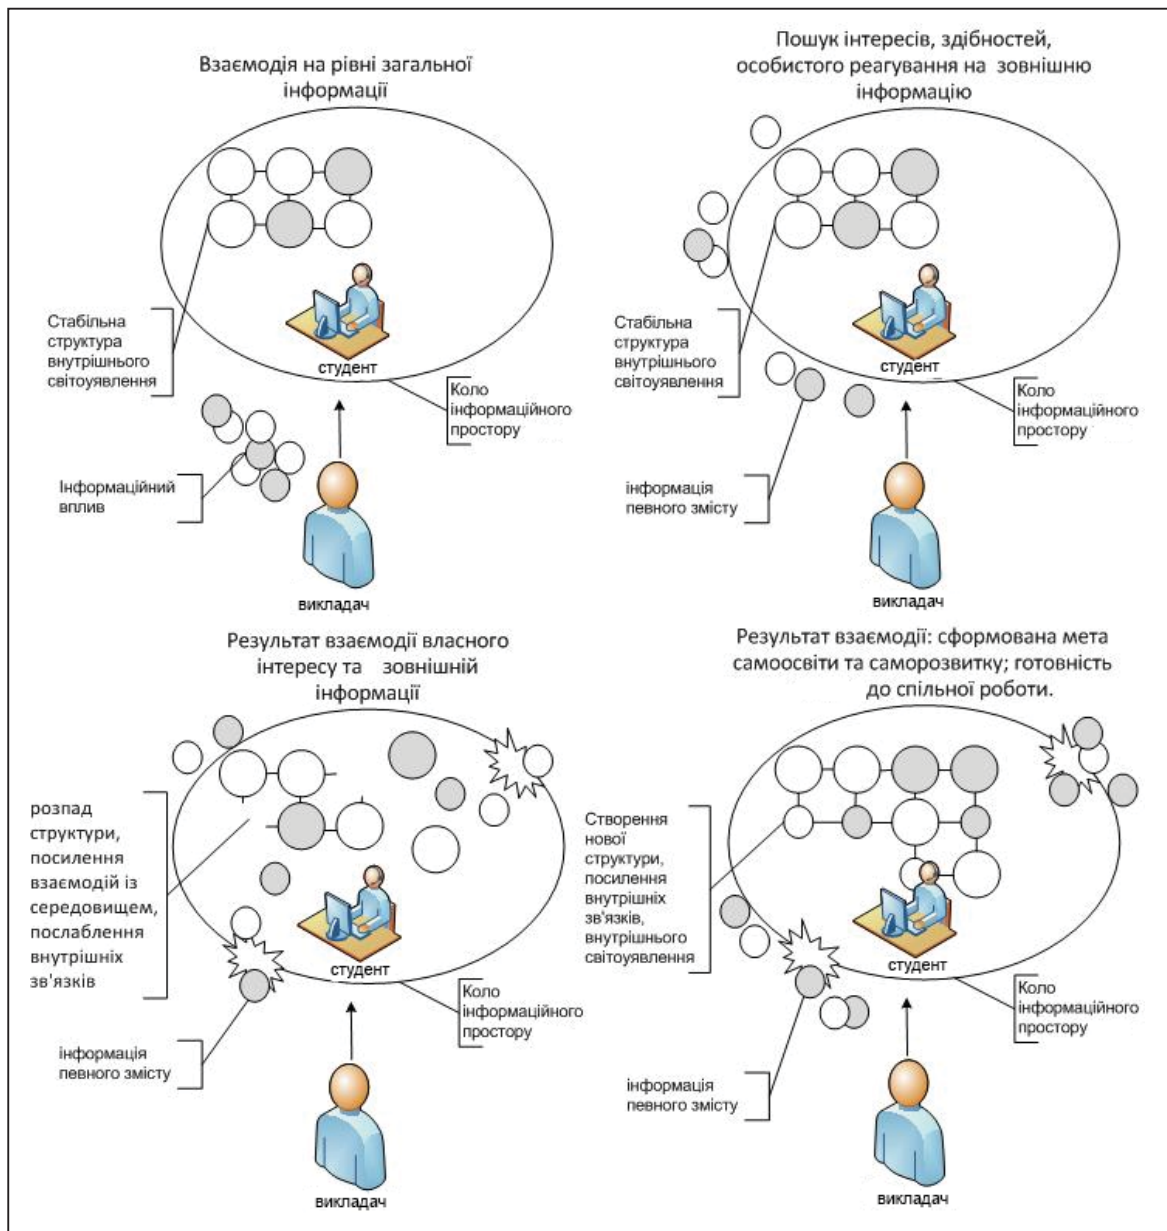 Взаємодія на рівні загальної
інформації
Стабільна
структура
внутрішнього
світоуявлення
студент
Коло
інформаційного
простору
Інформаційний
вплив
викладач
Пошук інтересів, здібностей,
особистого реагування на зовнішню
інформацію
Стабільна
структура
внутрішнього
світоуявлення
студент
Коло
інформаційного
простору
інформація
певного змісту
викладач
Результат взаємодії власного
інтересу та зовнішній
інформації
розпад
структури,
посилення
взаємодій із
середовищем,
послаблення
внутрішніх
зв'язків
студент
Коло
інформаційного
простору
інформація
певного змісту
викладач
Результат взаємодії: сформована мета
самоосвіти та саморозвитку; готовність
до спільної роботи.
Створення
нової
структури,
посилення
внутрішніх
зв'язків,
внутрішнього
світоуявлення
студент
Коло
інформаційного
простору
інформація
певного змісту
викладач